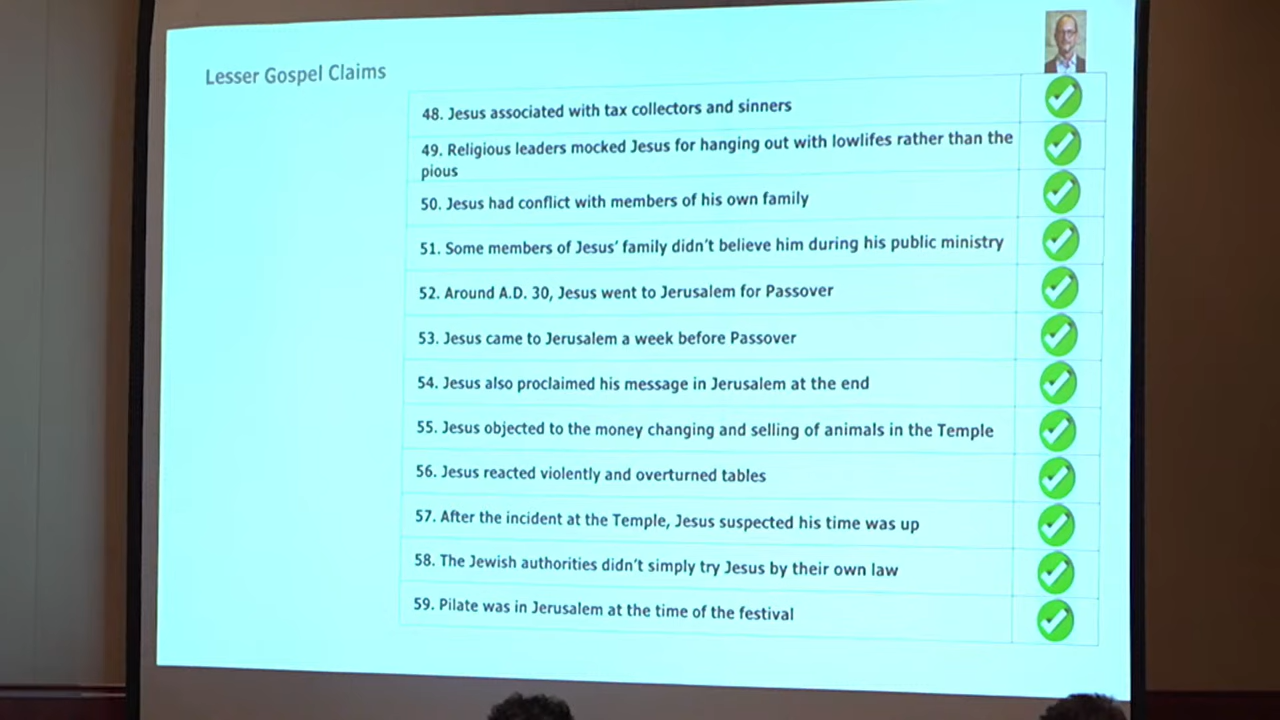 Lesser Gospel Claims
48. Jesus associated with tax collectors and sinners
49. Religious leaders mocked Jesus for hanging out with lowlifes rather than the
pious
50. Jesus had conflict with members of his own family
51. Some members of Jesus’ family didn’t believe him during his public ministry
52. Around A.D. 30, Jesus went to Jerusalem for Passover
53. Jesus came to Jerusalem a week before Passover
54. Jesus also proclaimed his message in Jerusalem at the end
55. Jesus objected to the money changing and selling of animals in the Temple
56. Jesus reacted violently and overturned tables
57. After the incident at the Temple, Jesus suspected his time was up
58. The Jewish authorities didn’t simply try Jesus by their own law
59. Pilate was in Jerusalem at the time of the festival